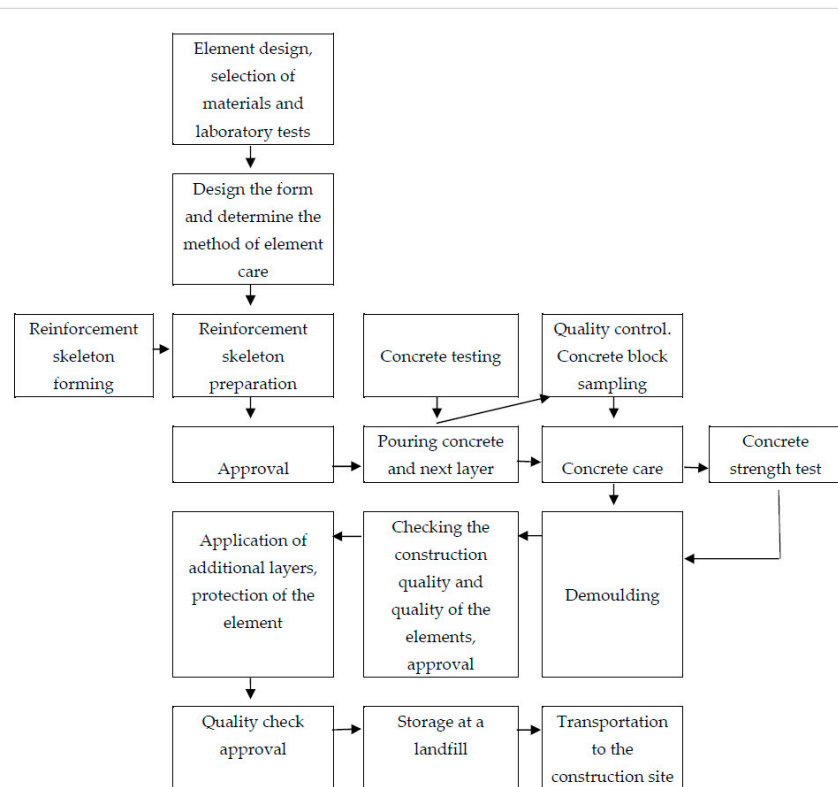 Element design,
selection of
materials and
laboratory tests
Design the form
and determine the
method of element
care
Reinforcement
skeleton
forming
Reinforcement
skeleton
preparation
Concrete testing
Quality control.
Concrete block
sampling
Approval
Pouring concrete
and next layer
Concrete care
Concrete
strength test
Application of
additional layers,
protection of the
element
Checking the
construction
quality and
quality of the
elements,
approval
Demoulding
Quality check
approval
Storage at a
landfill
Transportation
to the
construction site